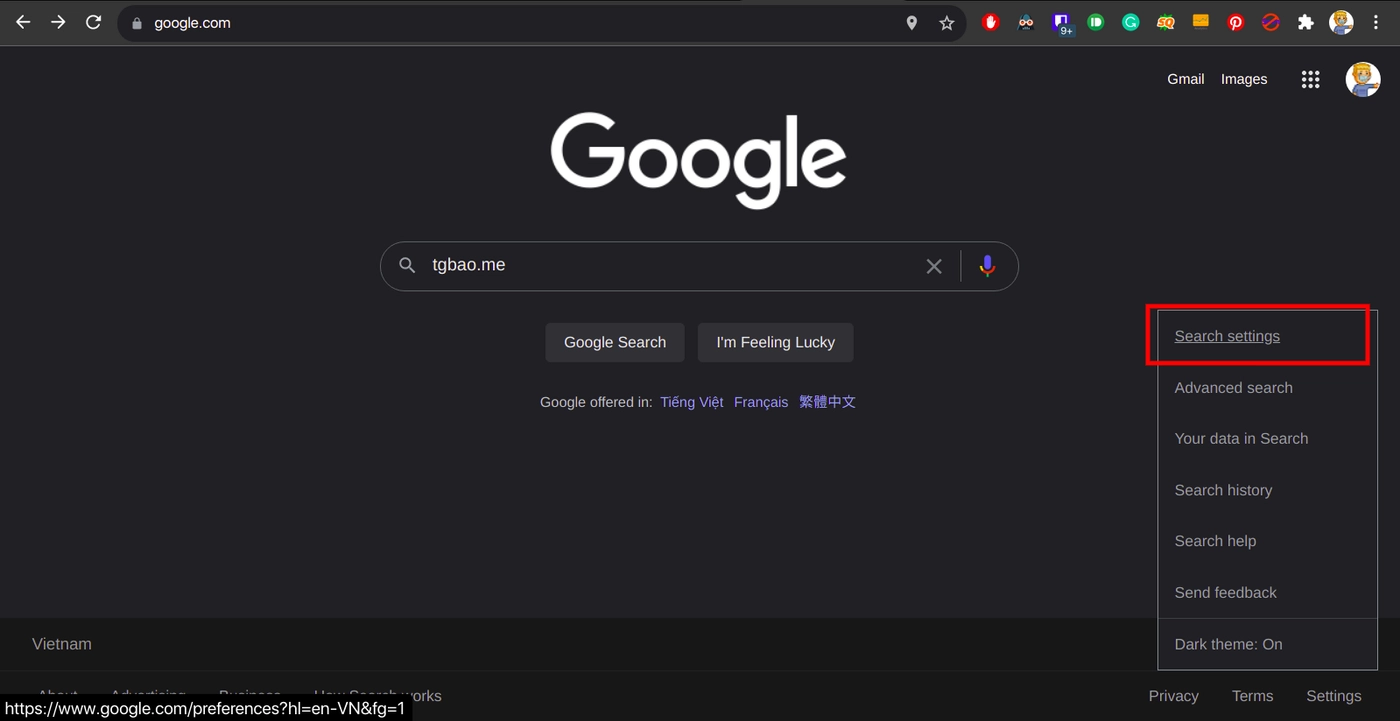 google.com
9+
Gmail Images
Google
tgbao.me
Google Search I'm Feeling Lucky
Google offered in: Tiếng Việt Français 繁體中文
Search settings
Advanced search
Your data in Search
Search history
Search help
Send feedback
Dark theme: On
Vietnam
About Advertising Business How Search works
Privacy Terms Settings
https://www.google.com/preferences?hl=en-VN&fg=1